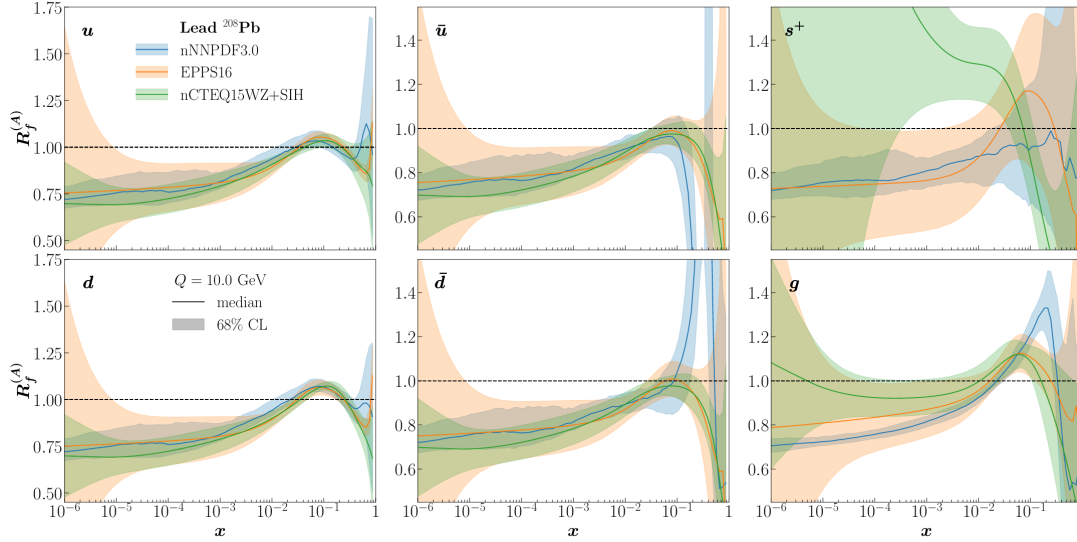 1.75
1.50
1.25
1.00
0.75
0.50
R_f^{(A)}
u
Lead ²⁰⁸Pb
nNNPDF3.0
EPPS16
nCTEQ15WZ+SIH
1.4
1.2
1.0
0.8
0.6
ū
1.4
1.2
1.0
0.8
0.6
s⁺
1.75
1.50
1.25
1.00
0.75
0.50
R_f^{(A)}
d
Q = 10.0 GeV
median
68% CL
10⁻⁶ 10⁻⁵ 10⁻⁴ 10⁻³ 10⁻² 10⁻¹ 1
x
1.4
1.2
1.0
0.8
0.6
d̄
10⁻⁶ 10⁻⁵ 10⁻⁴ 10⁻³ 10⁻² 10⁻¹ 1
x
1.4
1.2
1.0
0.8
0.6
g
10⁻⁶ 10⁻⁵ 10⁻⁴ 10⁻³ 10⁻² 10⁻¹ 1
x